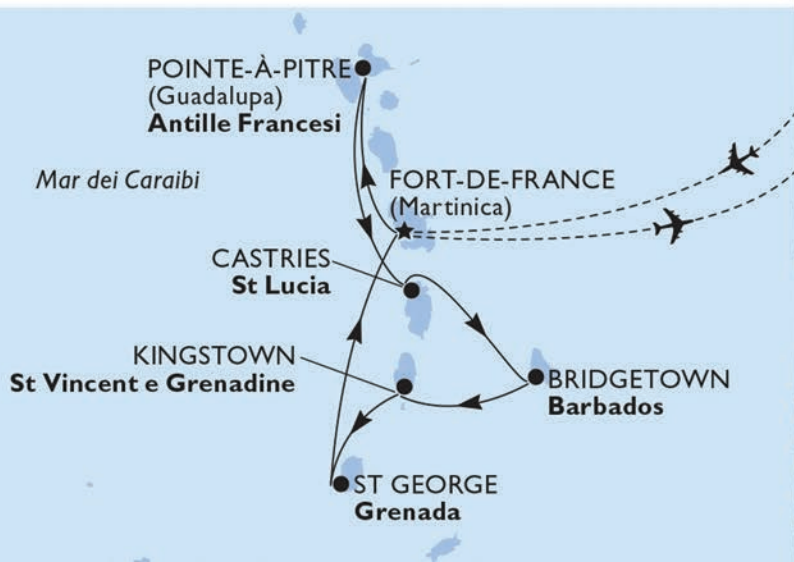 POINTE-À-PITRE
(Guadalupa)
Antille Francesi
Mar dei Caraibi
FORT-DE-FRANCE
(Martinica)
CASTRIES
St Lucia
KINGSTOWN
St Vincent e Grenadine
BRIDGETOWN
Barbados
ST GEORGE
Grenada